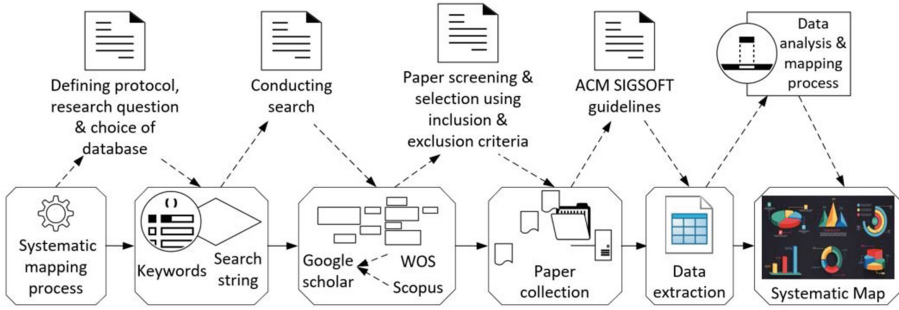 Defining protocol,
research question
& choice of
database
Conducting
search
Paper screening &
selection using
inclusion &
exclusion criteria
ACM SIGSOFT
guidelines
Data
analysis &
mapping
process
Systematic
mapping
process
( )
Keywords
Search
string
Google
scholar
WOS
Scopus
Paper
collection
Data
extraction
Systematic Map